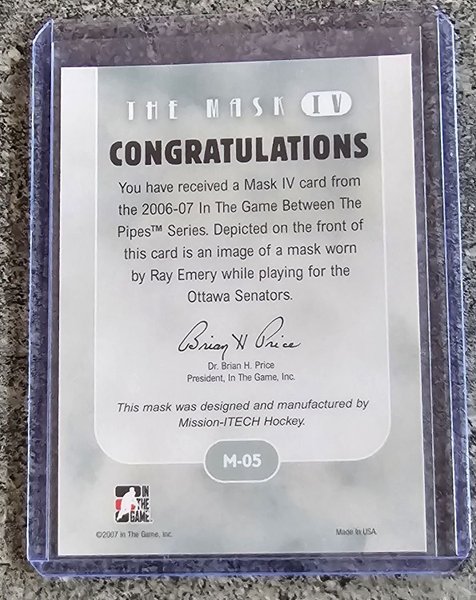 THE MASK IV
CONGRATULATIONS
You have received a Mask IV card from
the 2006-07 In The Game Between The
Pipes™ Series. Depicted on the front of
this card is an image of a mask worn
by Ray Emery while playing for the
Ottawa Senators.
Brian H Price
Dr. Brian H. Price
President, In The Game, Inc.
This mask was designed and manufactured by
Mission-ITECH Hockey.
M-05
IN
THE
GAME
©2007 In The Game, Inc.
Made in USA